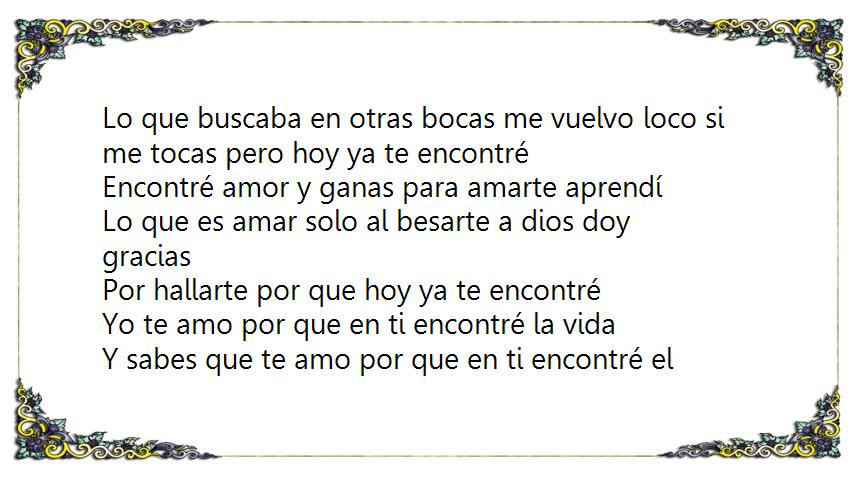 Lo que buscaba en otras bocas me vuelvo loco si
me tocas pero hoy ya te encontré
Encontré amor y ganas para amarte aprendí
Lo que es amar solo al besarte a dios doy
gracias
Por hallarte por que hoy ya te encontré
Yo te amo por que en ti encontré la vida
Y sabes que te amo por que en ti encontré el